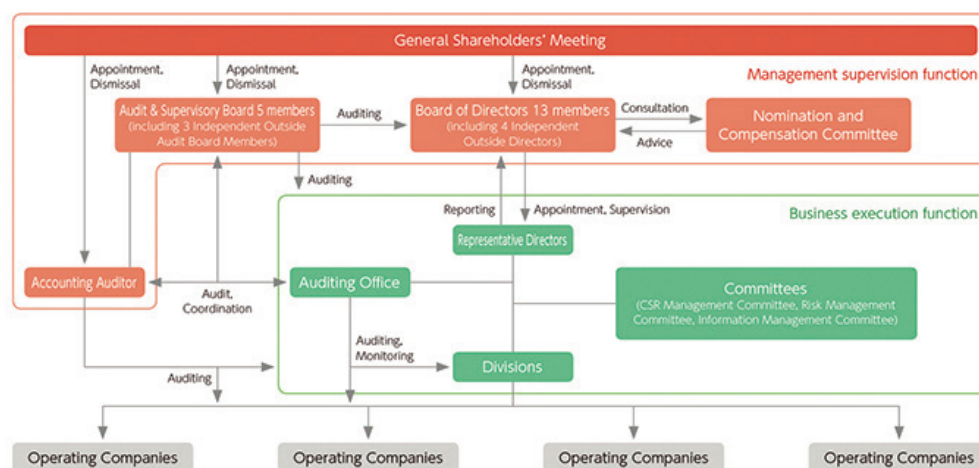 General Shareholders' Meeting
Appointment,
Dismissal
Appointment,
Dismissal
Appointment,
Dismissal
Management supervision function
Audit & Supervisory Board 5 members
(including 3 Independent Outside
Audit Board Members)
Auditing
Board of Directors 13 members
(including 4 Independent
Outside Directors)
Consultation
Advice
Nomination and
Compensation Committee
Auditing
Reporting
Appointment, Supervision
Business execution function
Representative Directors
Accounting Auditor
Audit,
Coordination
Auditing Office
Committees
(CSR Management Committee, Risk Management
Committee, Information Management Committee)
Auditing,
Monitoring
Divisions
Auditing
Operating Companies
Operating Companies
Operating Companies
Operating Companies